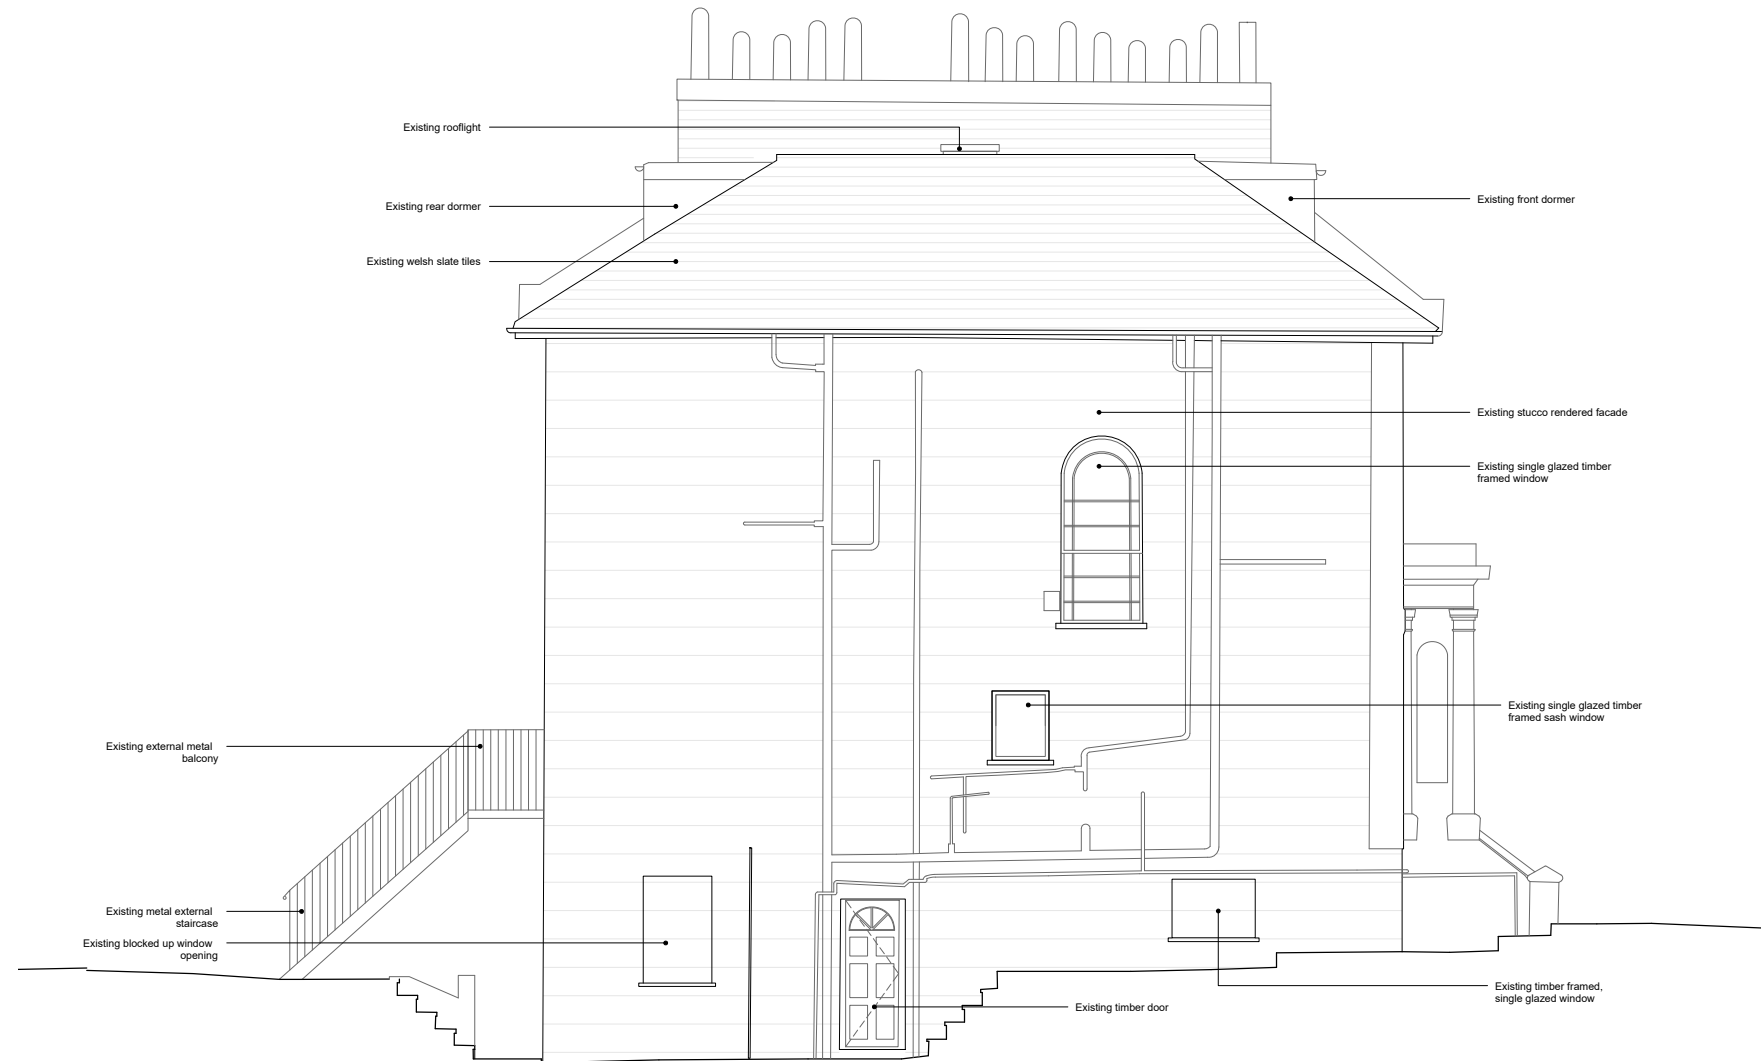 Existing rooflight
Existing rear dormer
Existing front dormer
Existing welsh slate tiles
Existing stucco rendered facade
Existing single glazed timber
framed window
Existing single glazed timber
framed sash window
Existing external metal
balcony
Existing metal external
staircase
Existing blocked up window
opening
Existing timber framed,
single glazed window
Existing timber door